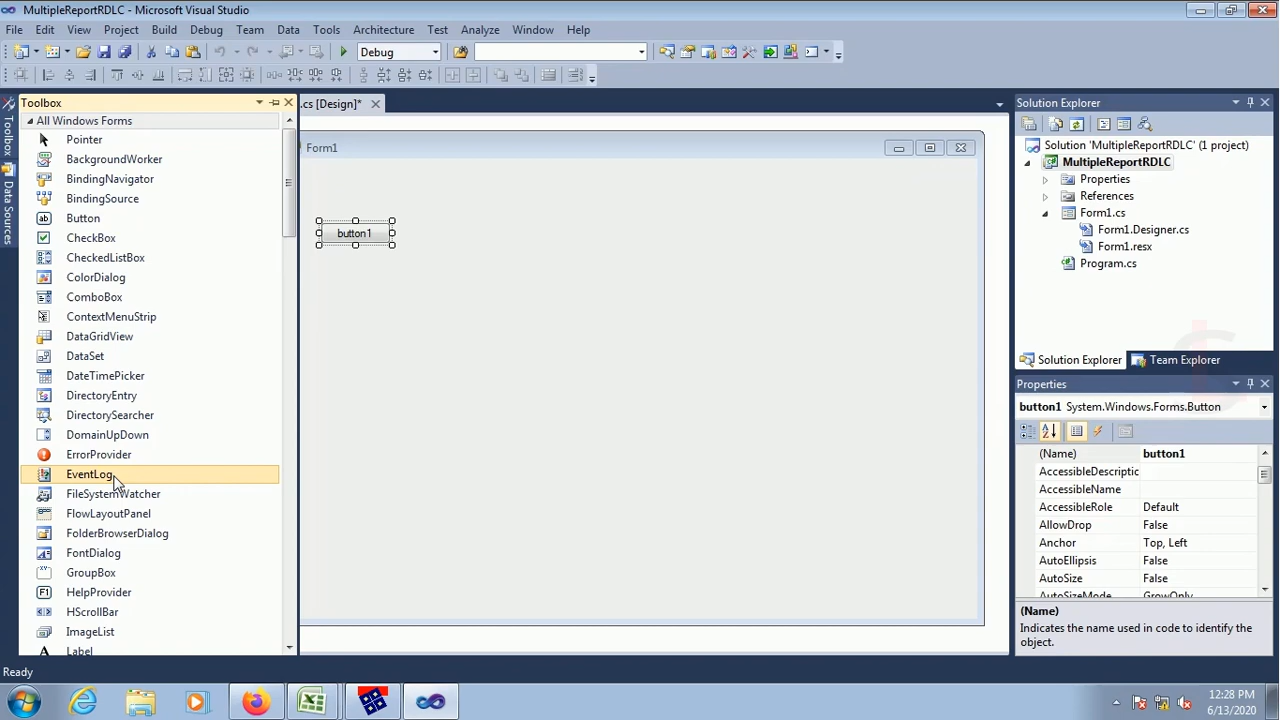 MultipleReportRDLC - Microsoft Visual Studio
File Edit View Project Build Debug Team Data Tools Architecture Test Analyze Window Help
Debug
Toolbox
.cs [Design]*
Solution Explorer
All Windows Forms
Pointer
BackgroundWorker
BindingNavigator
BindingSource
Button
CheckBox
CheckedListBox
ColorDialog
ComboBox
ContextMenuStrip
DataGridView
DataSet
DateTimePicker
DirectoryEntry
DirectorySearcher
DomainUpDown
ErrorProvider
EventLog
FileSystemWatcher
FlowLayoutPanel
FolderBrowserDialog
FontDialog
GroupBox
HelpProvider
HScrollBar
ImageList
Label
Toolbox
Data Sources
Form1
button1
Solution 'MultipleReportRDLC' (1 project)
MultipleReportRDLC
Properties
References
Form1.cs
Form1.Designer.cs
Form1.resx
Program.cs
Solution Explorer Team Explorer
Properties
button1 System.Windows.Forms.Button
(Name) button1
AccessibleDescriptic
AccessibleName
AccessibleRole Default
AllowDrop False
Anchor Top, Left
AutoEllipsis False
AutoSize False
AutoSizeMode GrowOnly
(Name)
Indicates the name used in code to identify the
object.
Ready
12:28 PM
6/13/2020